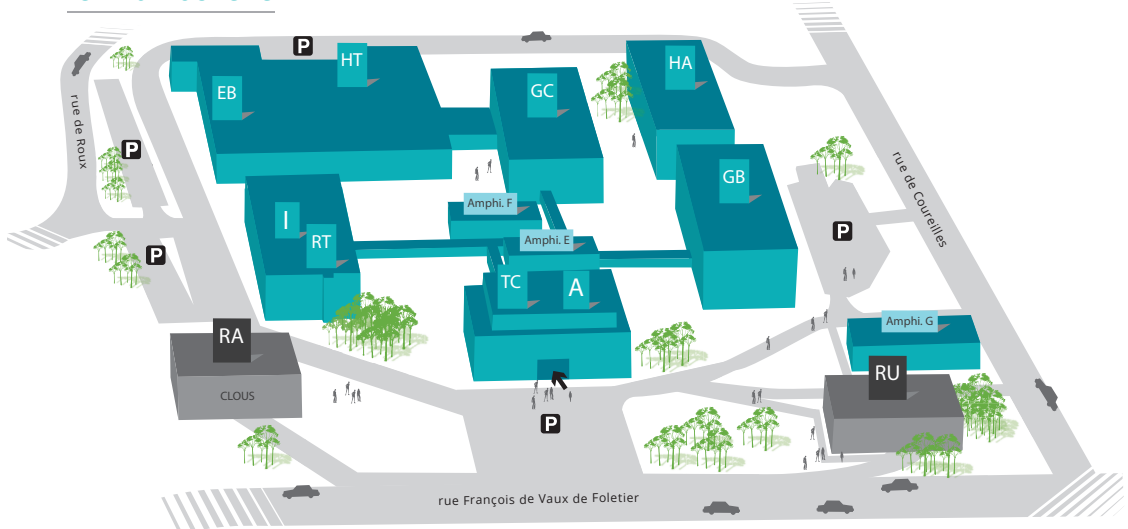 P
HT
HA
EB
GC
rue de Roux
P
rue de Coureilles
GB
Amphi. F
I
RT
Amphi. E
P
P
TC
A
Amphi. G
RA
RU
CLOUS
P
rue François de Vaux de Foletier